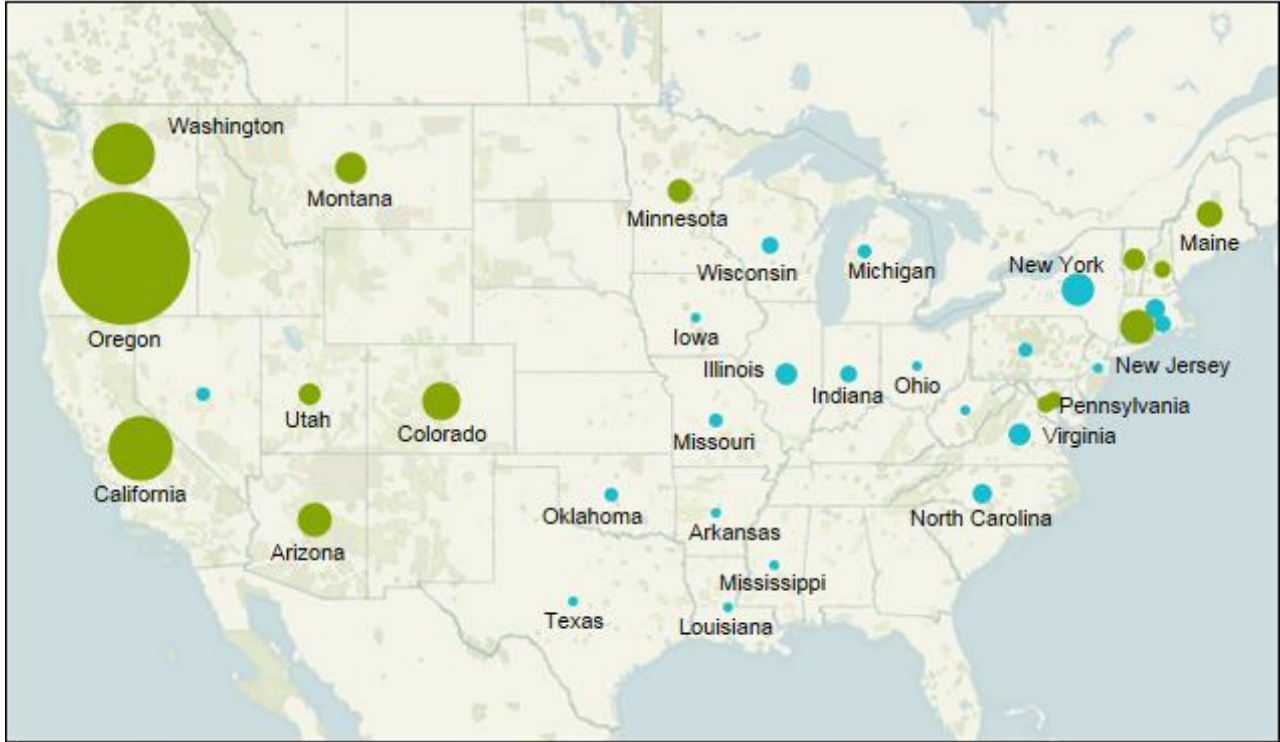 Washington
Montana
Minnesota
Maine
Wisconsin
Michigan
New York
Oregon
Iowa
Illinois
Indiana
Ohio
New Jersey
Utah
Colorado
Pennsylvania
Missouri
Virginia
California
Oklahoma
North Carolina
Arkansas
Arizona
Mississippi
Texas
Louisiana